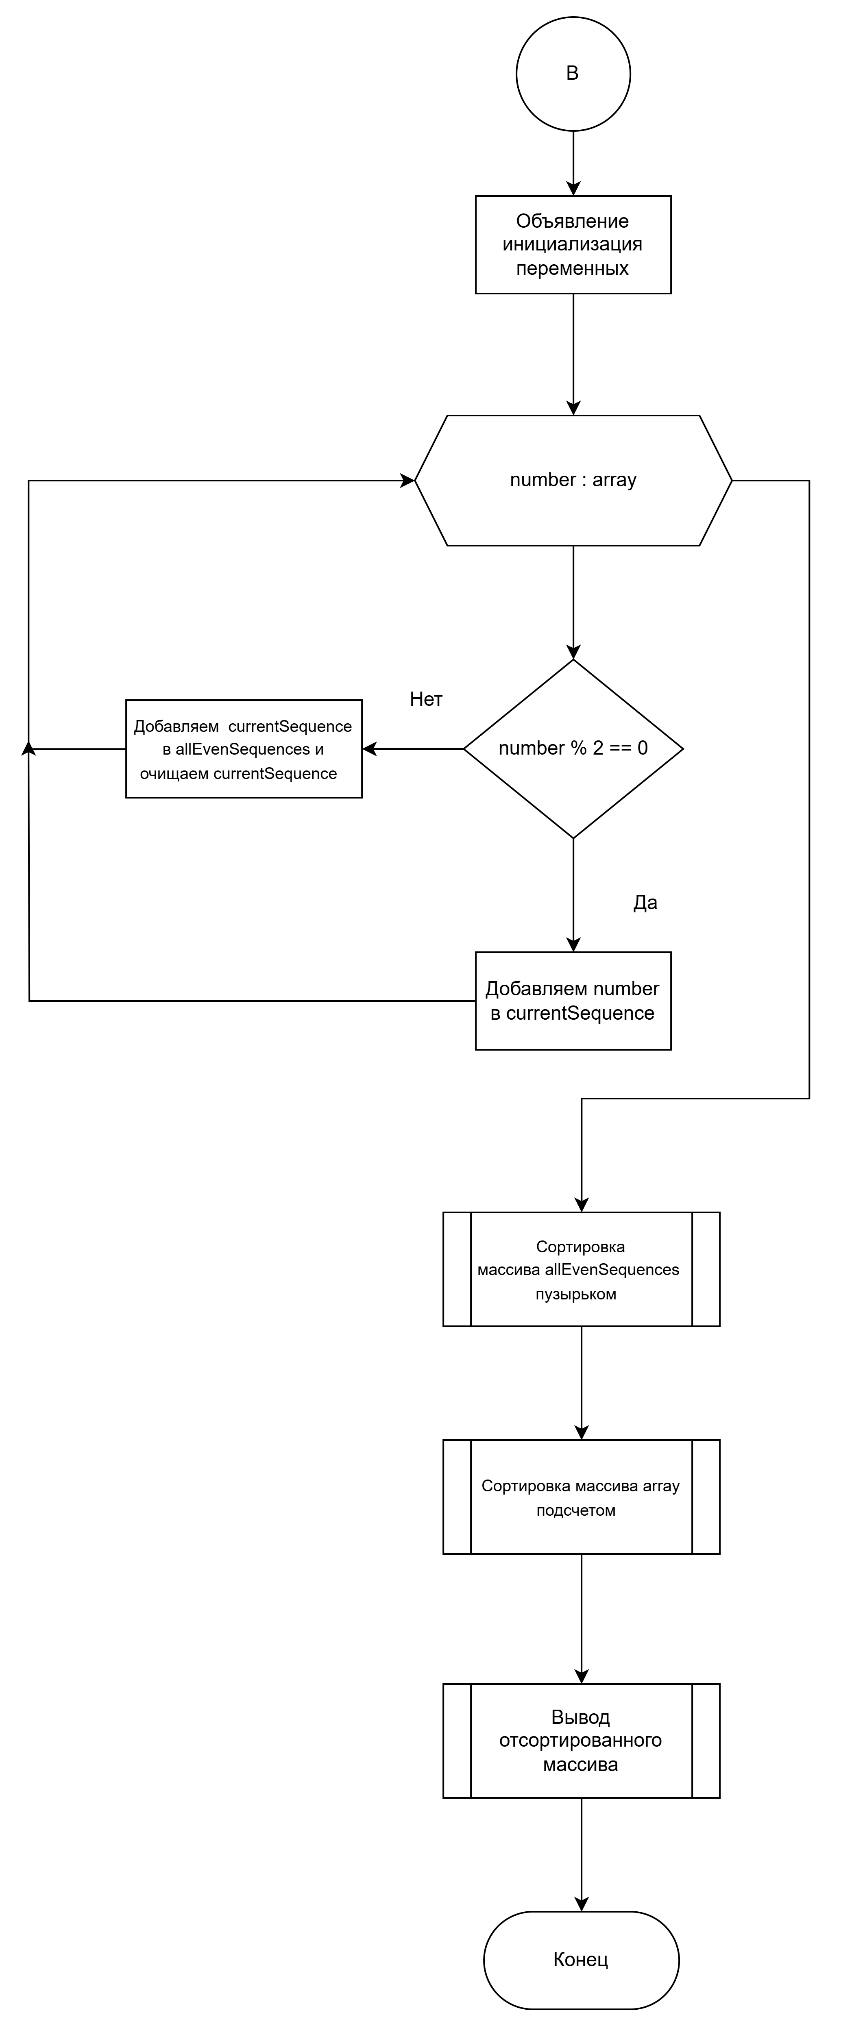 В
Объявление
инициализация
переменных
number : array
Нет
Добавляем currentSequence
в allEvenSequences и
очищаем currentSequence
number % 2 == 0
Да
Добавляем number
в currentSequence
Сортировка
массива allEvenSequences
пузырьком
Сортировка массива array
подсчетом
Вывод
отсортированного
массива
Конец